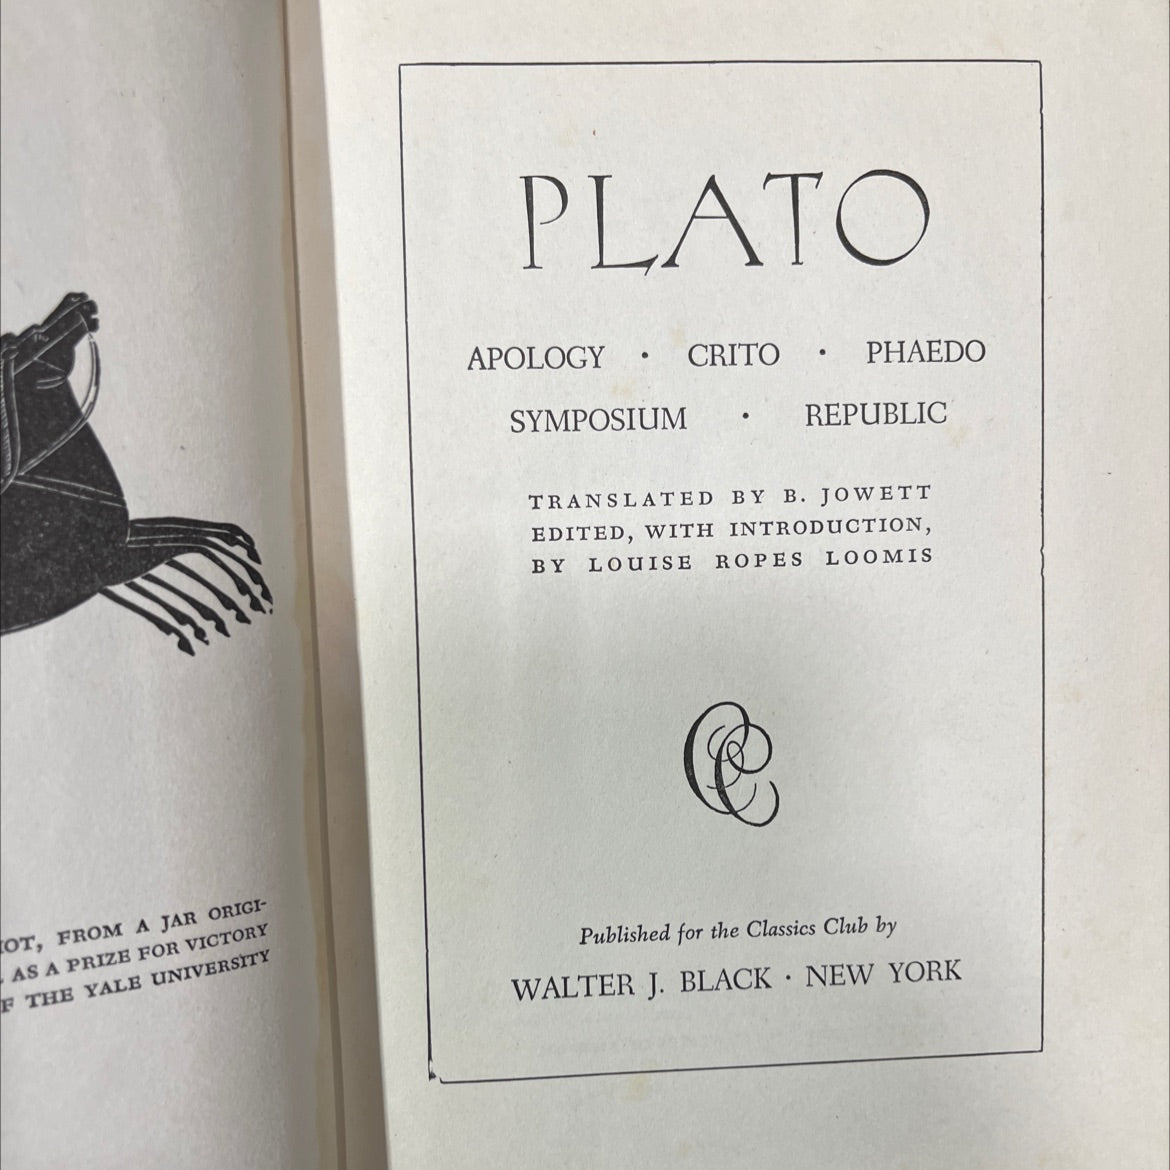 FROM A JAR ORIGI-
AS A PRIZE FOR VICTORY
THE YALE UNIVERSITY
PLATO
APOLOGY · CRITO · PHAEDO
SYMPOSIUM · REPUBLIC
TRANSLATED BY B. JOWETT
EDITED, WITH INTRODUCTION,
BY LOUISE ROPES LOOMIS
CC
Published for the Classics Club by
WALTER J. BLACK · NEW YORK